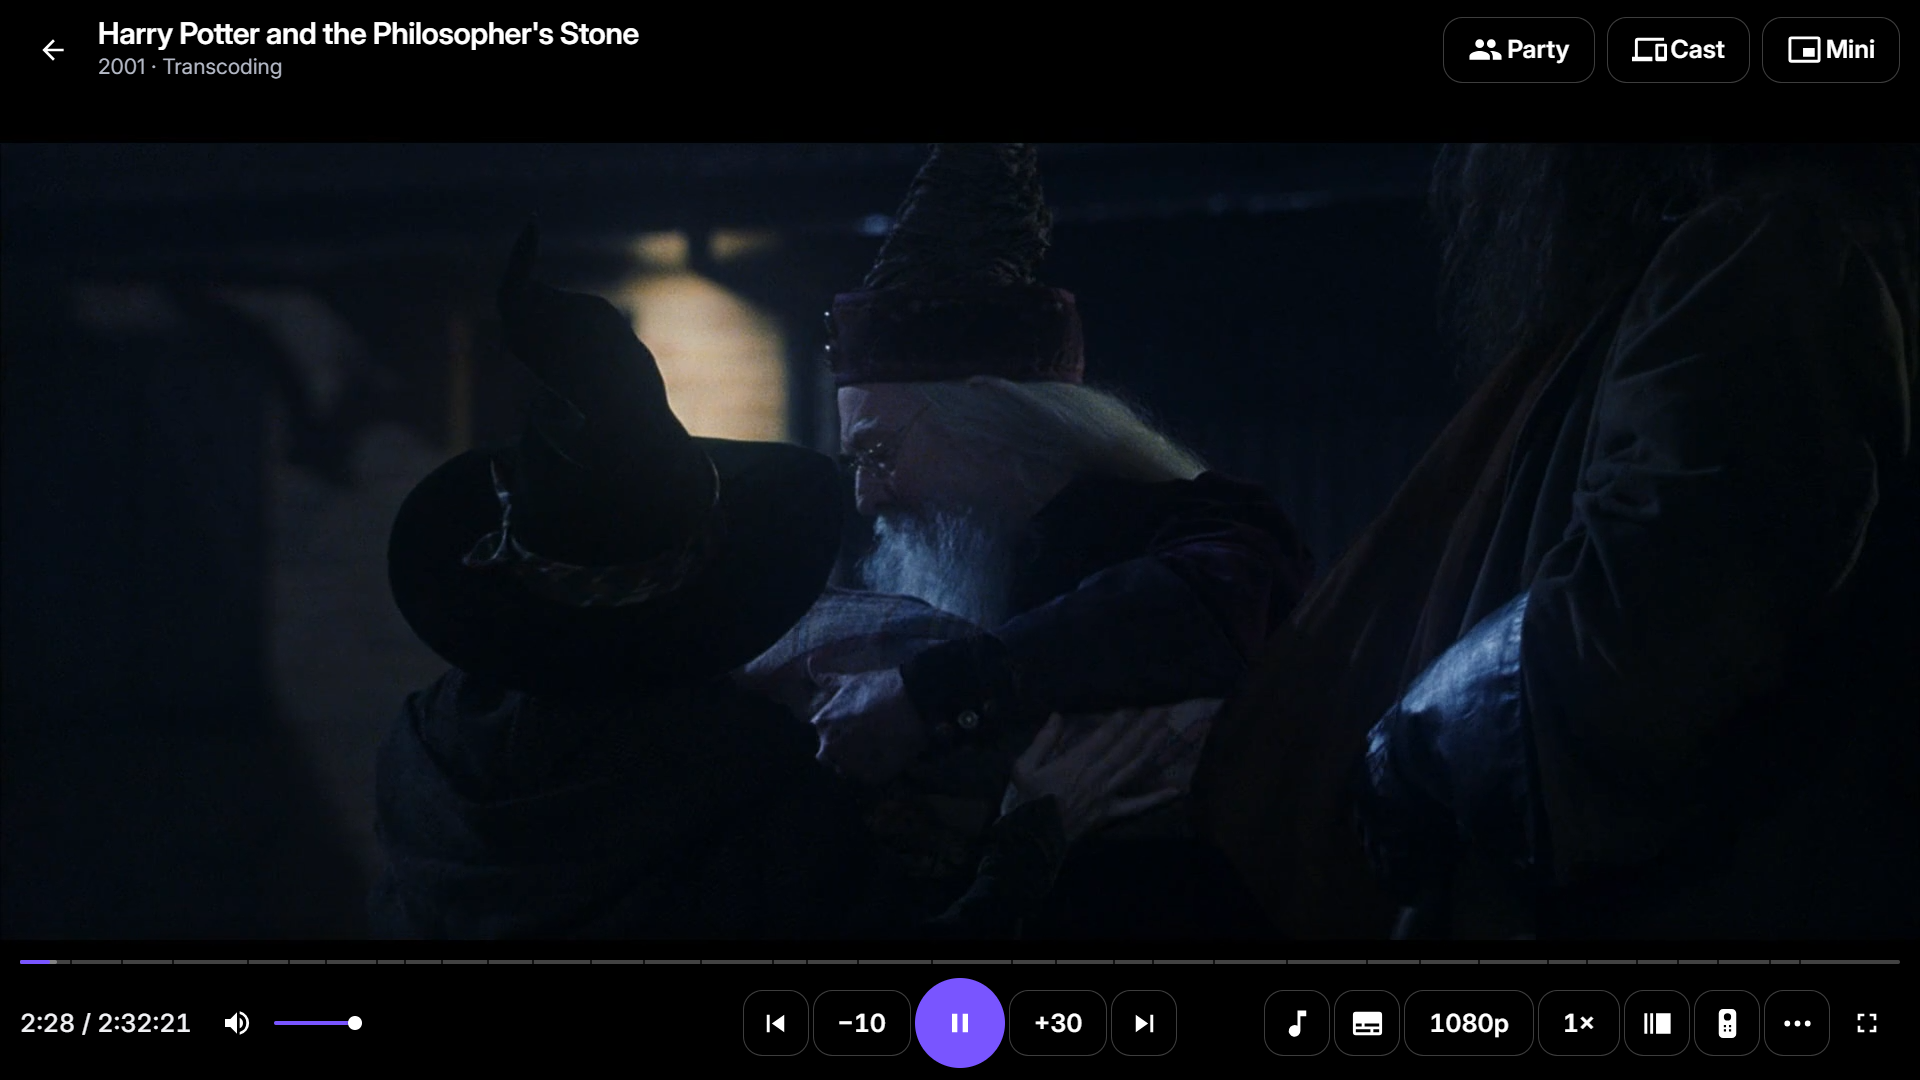 Harry Potter and the Philosopher's Stone
2001 · Transcoding
Party
Cast
Mini
2:28 / 2:32:21
−10
+30
1080p
1×